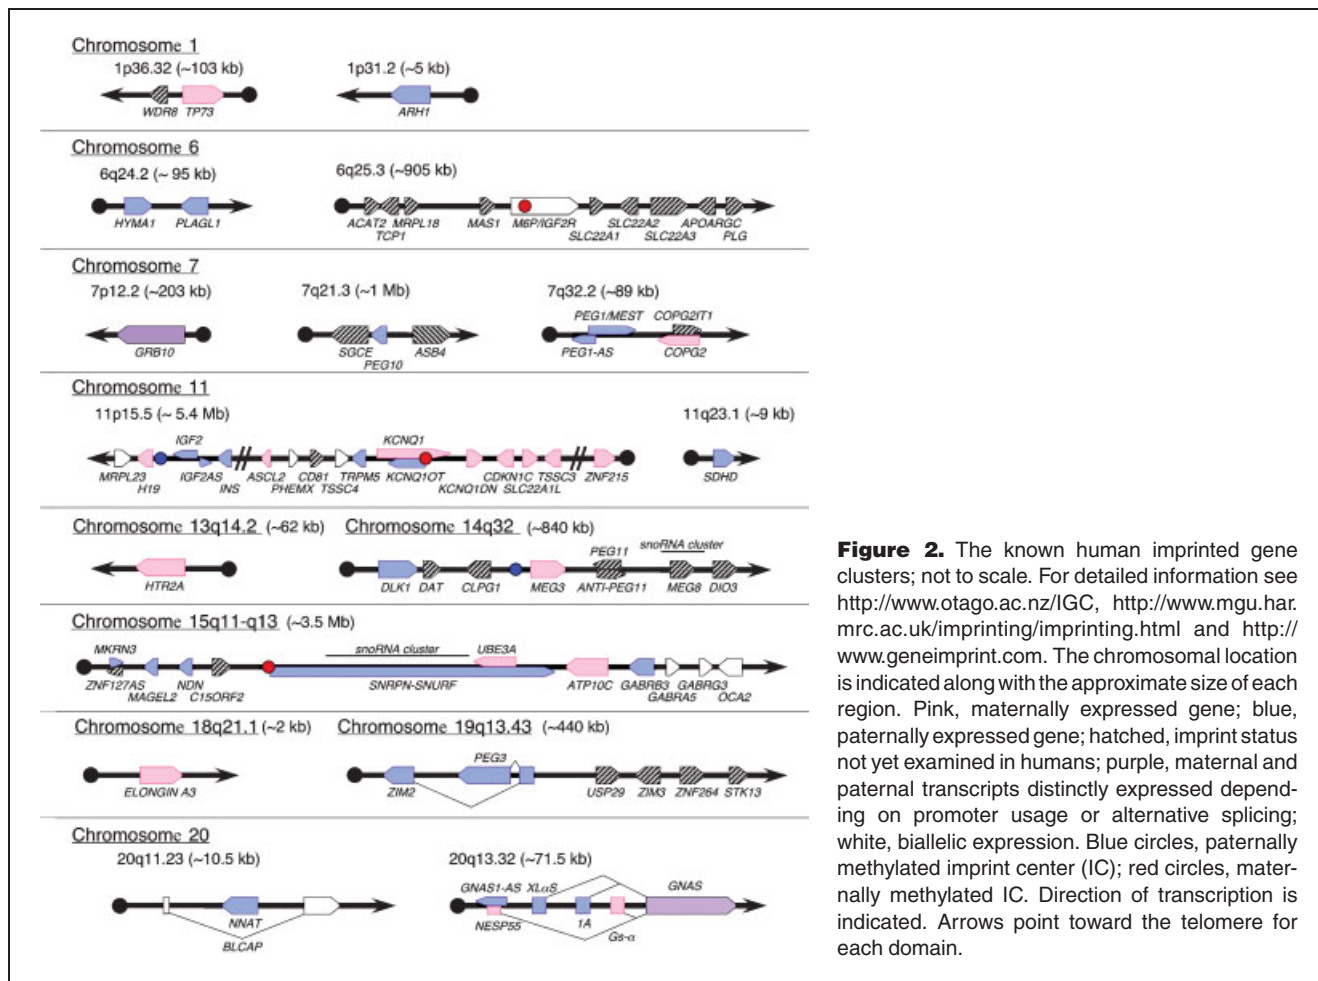 Chromosome 1
1p36.32 (~103 kb)
1p31.2 (~5 kb)
WDR8 TP73
ARH1
Chromosome 6
6q24.2 (~ 95 kb)
6q25.3 (~905 kb)
HYMA1 PLAGL1
ACAT2 MRPL18 MAS1 M6P/IGF2R SLC22A2 APOARGC
TCP1 SLC22A1 SLC22A3 PLG
Chromosome 7
7p12.2 (~203 kb)
7q21.3 (~1 Mb)
7q32.2 (~89 kb)
PEG1/MEST COPG2IT1
GRB10
SGCE ASB4
PEG10
PEG1-AS COPG2
Chromosome 11
11p15.5 (~ 5.4 Mb)
11q23.1 (~9 kb)
IGF2 KCNQ1
MRPL23 IGF2AS ASCL2 CD81 TRPM5 KCNQ1OT CDKN1C TSSC3 ZNF215
H19 INS PHEMX TSSC4 KCNQ1DN SLC22A1L
SDHD
Chromosome 13q14.2 (~62 kb)
Chromosome 14q32 (~840 kb)
PEG11 snoRNA cluster
HTR2A
DLK1 DAT CLPG1 MEG3 ANTI-PEG11 MEG8 DIO3
Chromosome 15q11-q13 (~3.5 Mb)
MKRN3 snoRNA cluster UBE3A
ZNF127AS NDN SNRPN-SNURF ATP10C GABRB3 GABRG3
MAGEL2 C15ORF2 GABRA5 OCA2
Chromosome 18q21.1 (~2 kb)
Chromosome 19q13.43 (~440 kb)
PEG3
ELONGIN A3
ZIM2 USP29 ZIM3 ZNF264 STK13
Chromosome 20
20q11.23 (~10.5 kb)
20q13.32 (~71.5 kb)
GNAS1-AS XLαS GNAS
NNAT
BLCAP
NESP55 1A Gs-α
Figure 2. The known human imprinted gene
clusters; not to scale. For detailed information see
http://www.otago.ac.nz/IGC, http://www.mgu.har.
mrc.ac.uk/imprinting/imprinting.html and http://
www.geneimprint.com. The chromosomal location
is indicated along with the approximate size of each
region. Pink, maternally expressed gene; blue,
paternally expressed gene; hatched, imprint status
not yet examined in humans; purple, maternal and
paternal transcripts distinctly expressed depend-
ing on promoter usage or alternative splicing;
white, biallelic expression. Blue circles, paternally
methylated imprint center (IC); red circles, mater-
nally methylated IC. Direction of transcription is
indicated. Arrows point toward the telomere for
each domain.